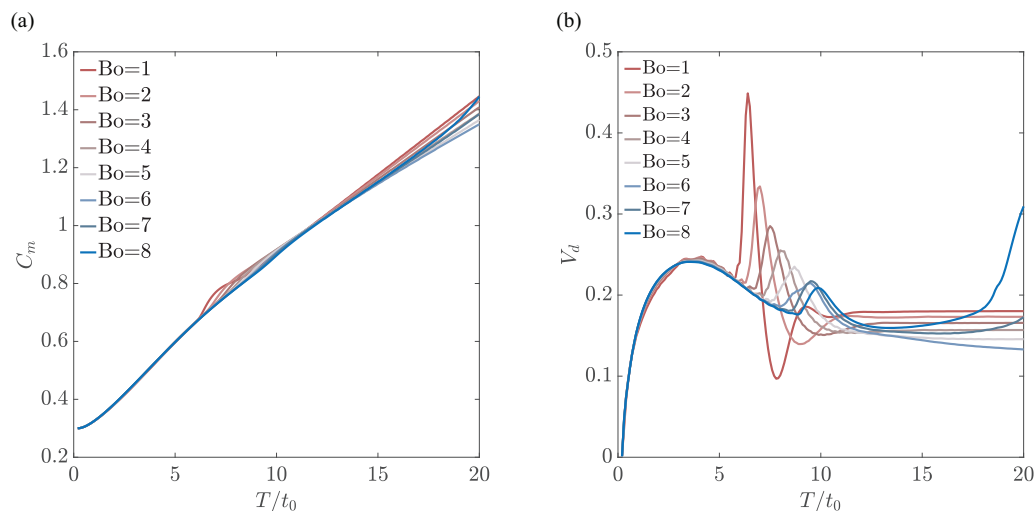 (a)
1.6
1.4
1.2
1
0.8
0.6
0.4
0.2
C_m
Bo=1
Bo=2
Bo=3
Bo=4
Bo=5
Bo=6
Bo=7
Bo=8
0 5 10 15 20
T/t_0
(b)
0.5
0.4
0.3
0.2
0.1
0
V_d
Bo=1
Bo=2
Bo=3
Bo=4
Bo=5
Bo=6
Bo=7
Bo=8
0 5 10 15 20
T/t_0